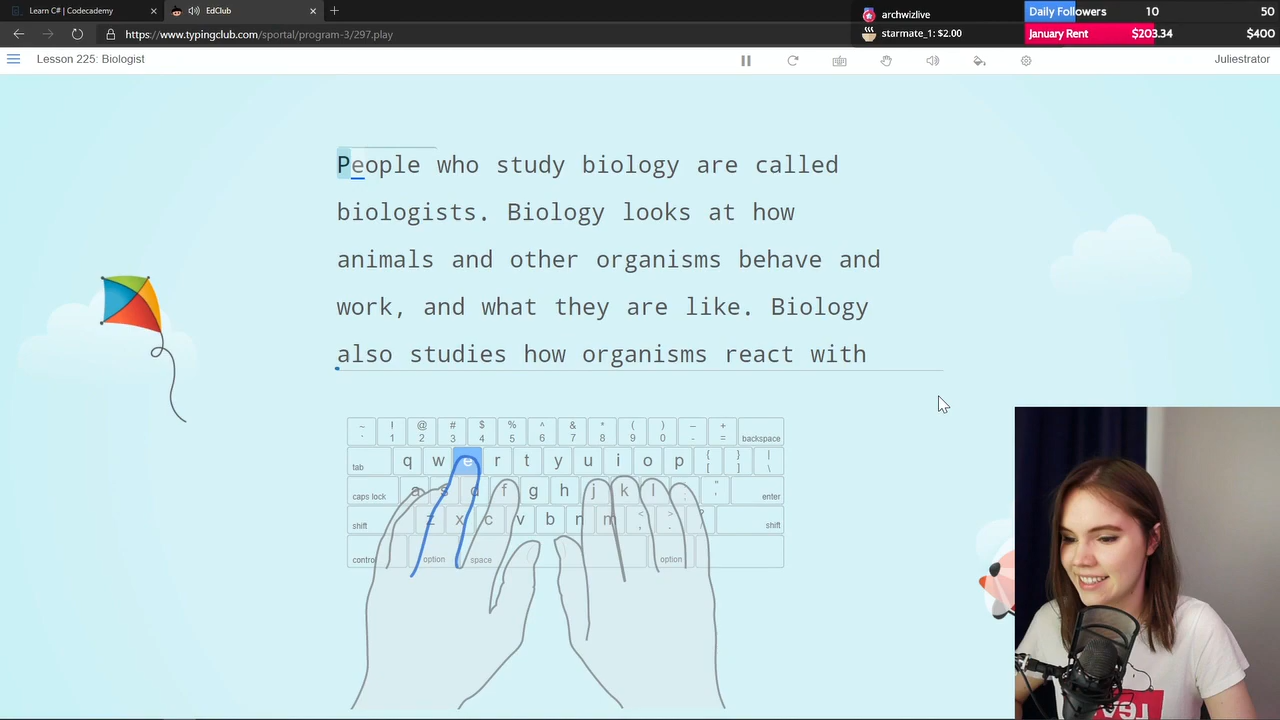 Learn C# | Codecademy
EdClub
https://www.typingclub.com/sportal/program-3/297.play
archwizlive
starmate_1: $2.00
Daily Followers 10 50
January Rent $203.34 $400
Lesson 225: Biologist
Juliestrator
People who study biology are called
biologists. Biology looks at how
animals and other organisms behave and
work, and what they are like. Biology
also studies how organisms react with
~ ! @ # $ % ^ & * ( ) – +
` 1 2 3 4 5 6 7 8 9 0 - = backspace
tab q w e r t y u i o p { [ } ] | \
caps lock a s d f g h j k l ; " ' enter
shift z x c v b n m < , > . ? shift
control option space option